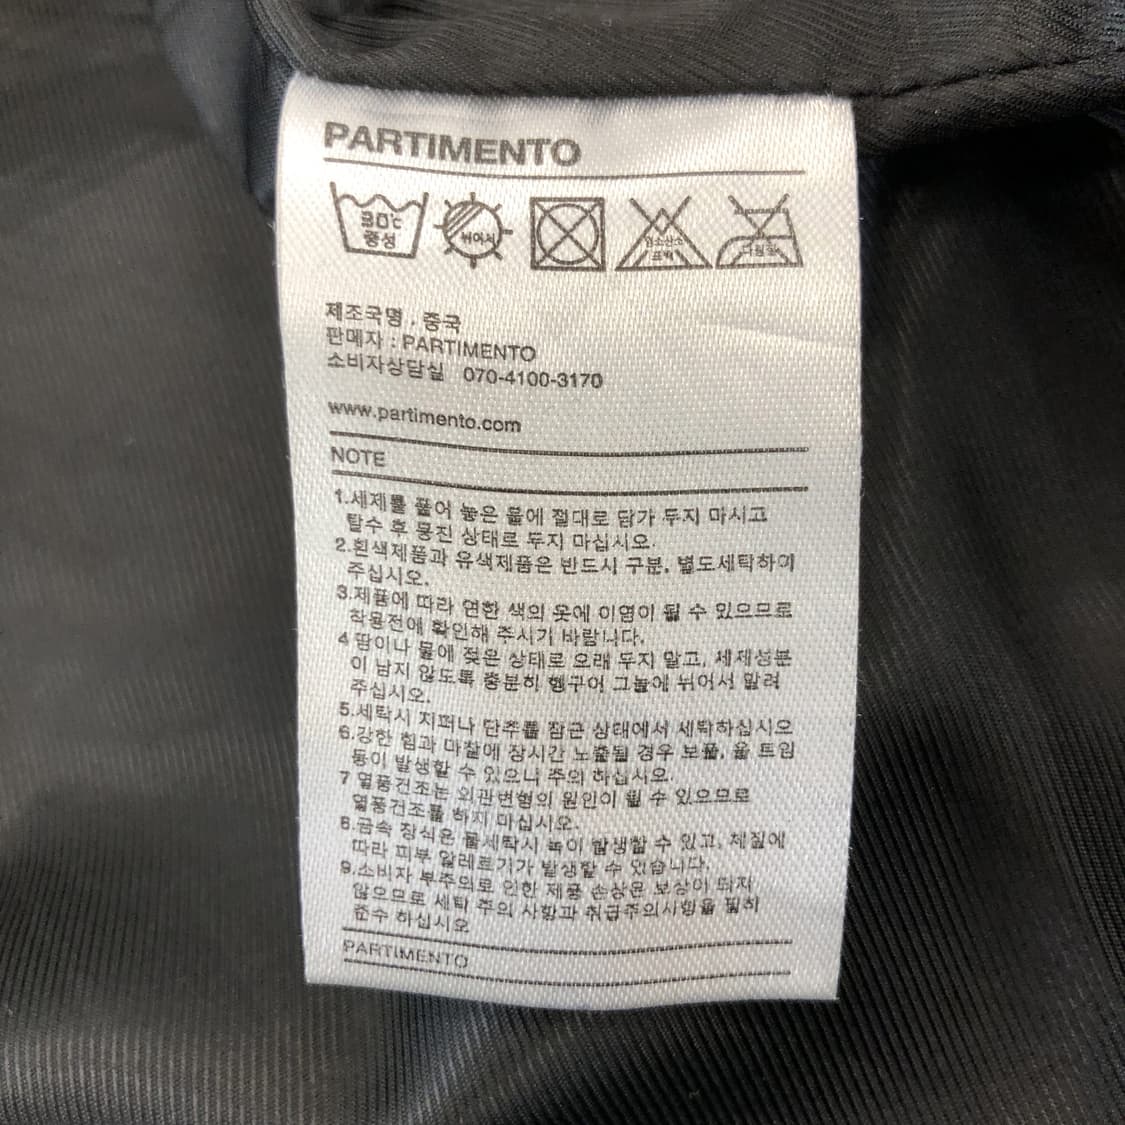 PARTIMENTO
30℃
중성
뉘어서
염소산소
표백
다림질
제조국명 . 중국
판매자 : PARTIMENTO
소비자상담실 070-4100-3170
www.partimento.com
NOTE
1.세제를 풀어 놓은 물에 절대로 담가 두지 마시고
탈수 후 뭉친 상태로 두지 마십시오.
2.흰색제품과 유색제품은 반드시 구분, 별도세탁하여
주십시오.
3.제품에 따라 연한 색의 옷에 이염이 될 수 있으므로
착용전에 확인해 주시기 바랍니다.
4 땀이나 물에 젖은 상태로 오래 두지 말고, 세제성분
이 남지 않도록 충분히 헹구어 그늘에 뉘어서 말려
주십시오.
5.세탁시 지퍼나 단추를 잠근 상태에서 세탁하십시오
6.강한 힘과 마찰에 장시간 노출될 경우 보풀, 올 트임
등이 발생할 수 있으니 주의 하십시오.
7 열풍건조는 외관변형의 원인이 될 수 있으므로
열풍건조를 하지 마십시오.
8.금속 장식은 물세탁시 녹이 발생할 수 있고, 체질에
따라 피부 알레르기가 발생할 수 있습니다.
9.소비자 부주의로 인한 제품 손상은 보상이 되지
않으므로 세탁 주의 사항과 취급주의사항을 필히
준수 하십시오
PARTIMENTO